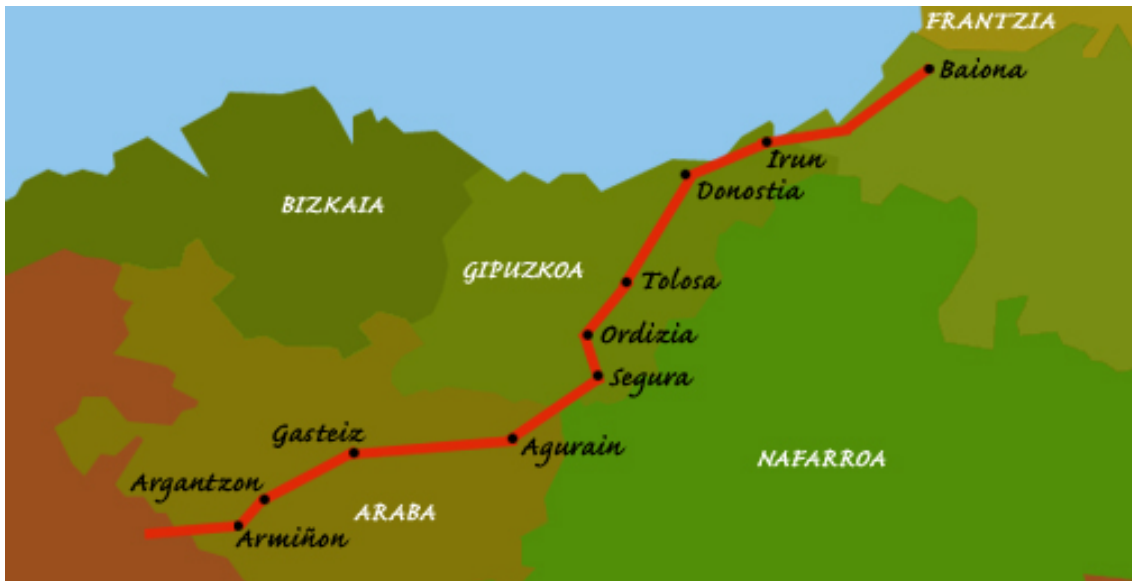 FRANTZIA
Baiona
Irun
Donostia
BIZKAIA
GIPUZKOA
Tolosa
Ordizia
Segura
Gasteiz
Agurain
NAFARROA
Argantzon
ARABA
Armiñon